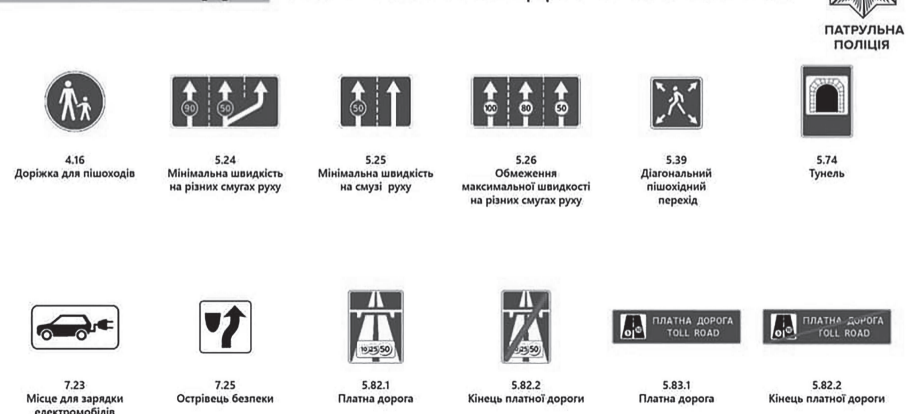 ПАТРУЛЬНА
ПОЛІЦІЯ
90 50
50
100 80 50
4.16
Доріжка для пішоходів
5.24
Мінімальна швидкість
на різних смугах руху
5.25
Мінімальна швидкість
на смузі руху
5.26
Обмеження
максимальної швидкості
на різних смугах руху
5.39
Діагональний
пішохідний
перехід
5.74
Тунель
ПЛАТНА ДОРОГА
TOLL ROAD
ПЛАТНА ДОРОГА
TOLL ROAD
7.23
Місце для зарядки
електромобілів
7.25
Острівець безпеки
5.82.1
Платна дорога
5.82.2
Кінець платної дороги
5.83.1
Платна дорога
5.82.2
Кінець платної дороги